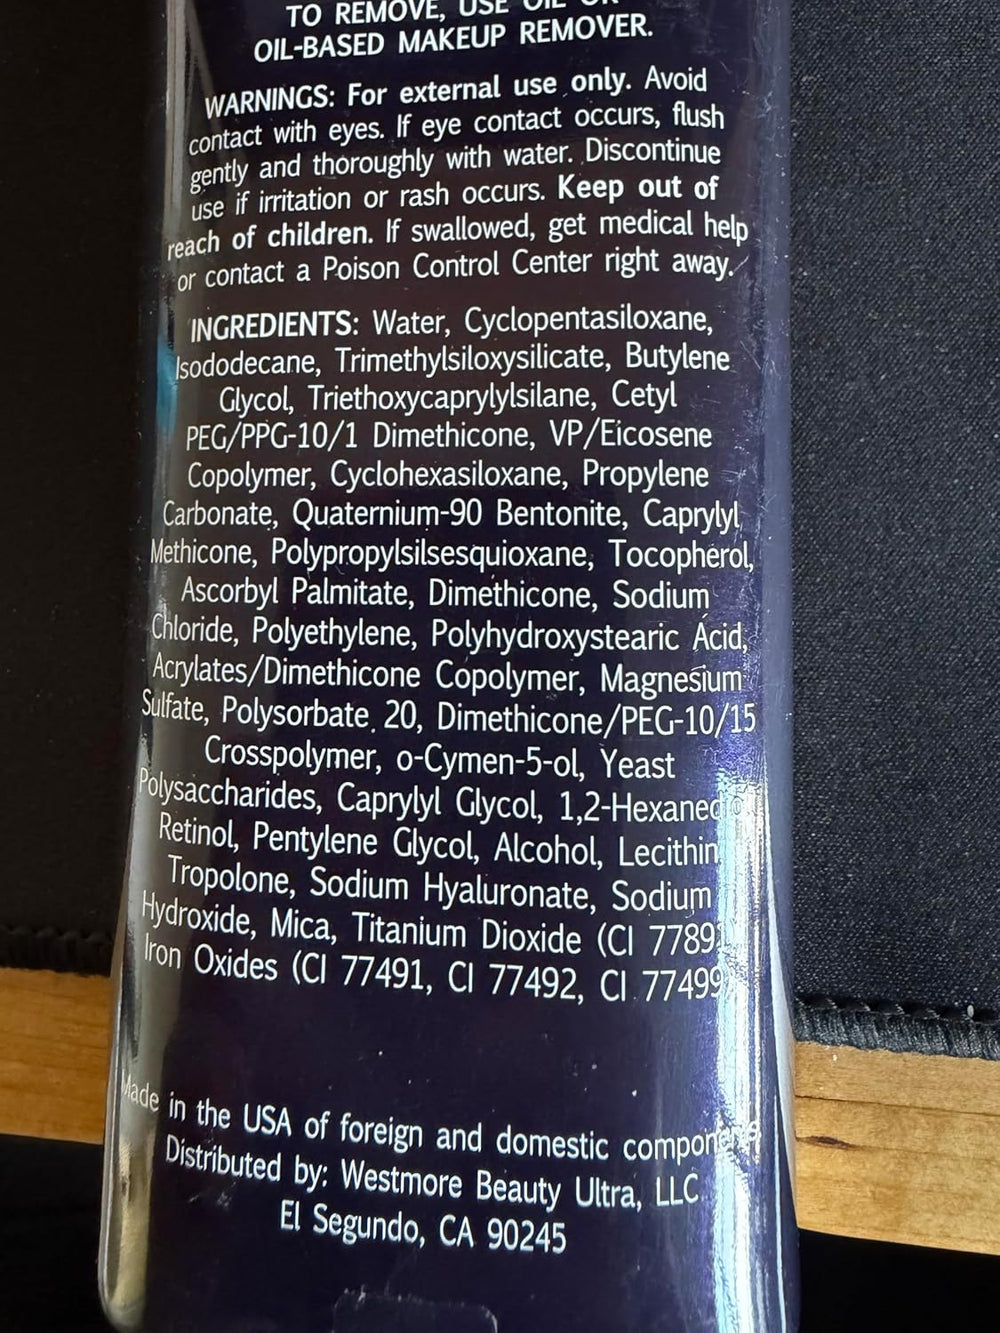 TO REMOVE, USE OIL OR
OIL-BASED MAKEUP REMOVER.
WARNINGS: For external use only. Avoid
contact with eyes. If eye contact occurs, flush
gently and thoroughly with water. Discontinue
use if irritation or rash occurs. Keep out of
reach of children. If swallowed, get medical help
or contact a Poison Control Center right away.
INGREDIENTS: Water, Cyclopentasiloxane,
Isododecane, Trimethylsiloxysilicate, Butylene
Glycol, Triethoxycaprylylsilane, Cetyl
PEG/PPG-10/1 Dimethicone, VP/Eicosene
Copolymer, Cyclohexasiloxane, Propylene
Carbonate, Quaternium-90 Bentonite, Caprylyl
Methicone, Polypropylsilsesquioxane, Tocopherol,
Ascorbyl Palmitate, Dimethicone, Sodium
Chloride, Polyethylene, Polyhydroxystearic Acid,
Acrylates/Dimethicone Copolymer, Magnesium
Sulfate, Polysorbate 20, Dimethicone/PEG-10/15
Crosspolymer, o-Cymen-5-ol, Yeast
Polysaccharides, Caprylyl Glycol, 1,2-Hexanediol,
Retinol, Pentylene Glycol, Alcohol, Lecithin,
Tropolone, Sodium Hyaluronate, Sodium
Hydroxide, Mica, Titanium Dioxide (CI 77891),
Iron Oxides (CI 77491, CI 77492, CI 77499)
Made in the USA of foreign and domestic components
Distributed by: Westmore Beauty Ultra, LLC
El Segundo, CA 90245